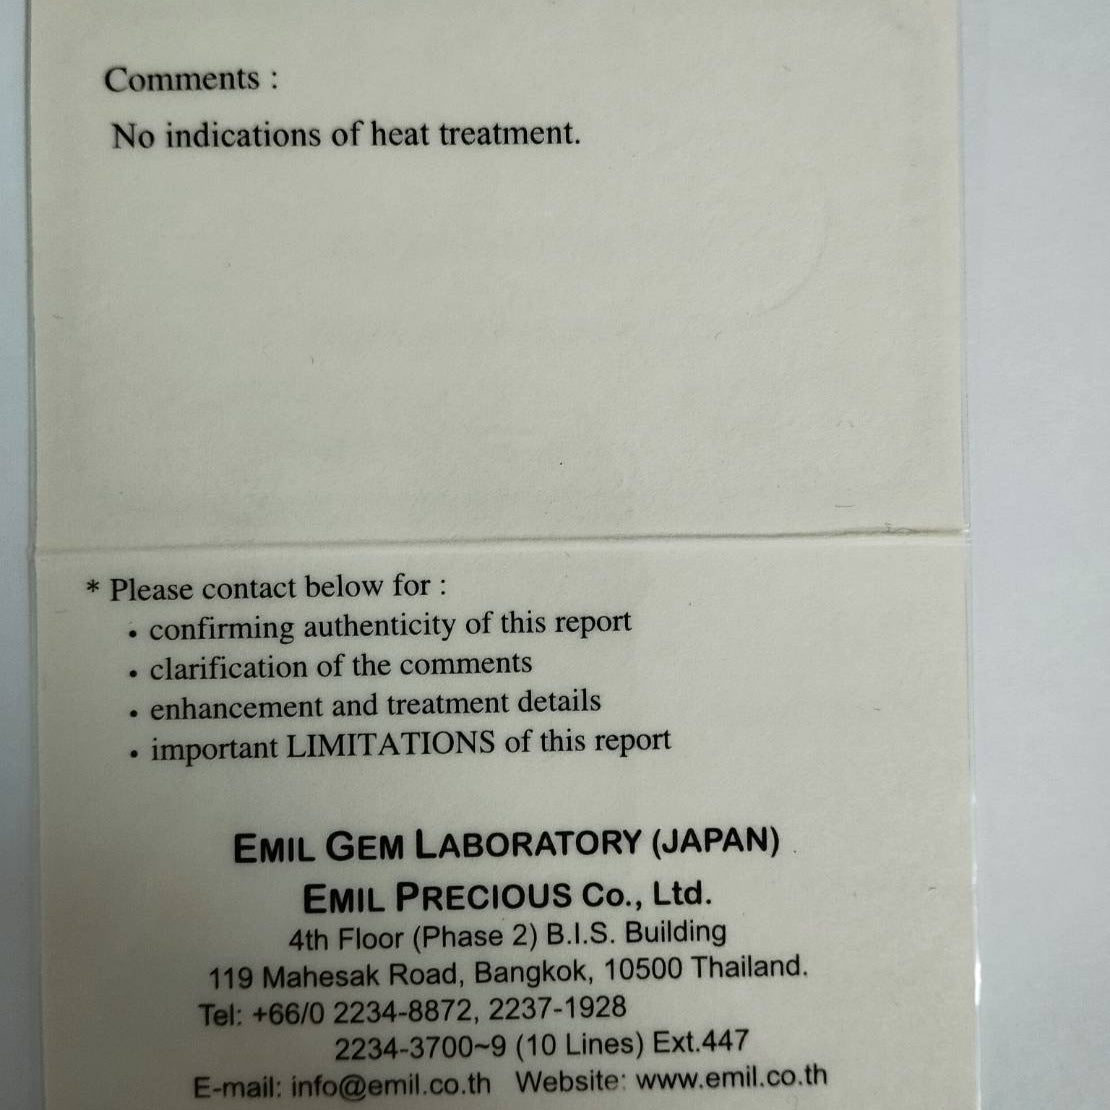 Comments :
No indications of heat treatment.
* Please contact below for :
• confirming authenticity of this report
• clarification of the comments
• enhancement and treatment details
• important LIMITATIONS of this report
EMIL GEM LABORATORY (JAPAN)
EMIL PRECIOUS Co., Ltd.
4th Floor (Phase 2) B.I.S. Building
119 Mahesak Road, Bangkok, 10500 Thailand.
Tel: +66/0 2234-8872, 2237-1928
2234-3700~9 (10 Lines) Ext.447
E-mail: info@emil.co.th Website: www.emil.co.th